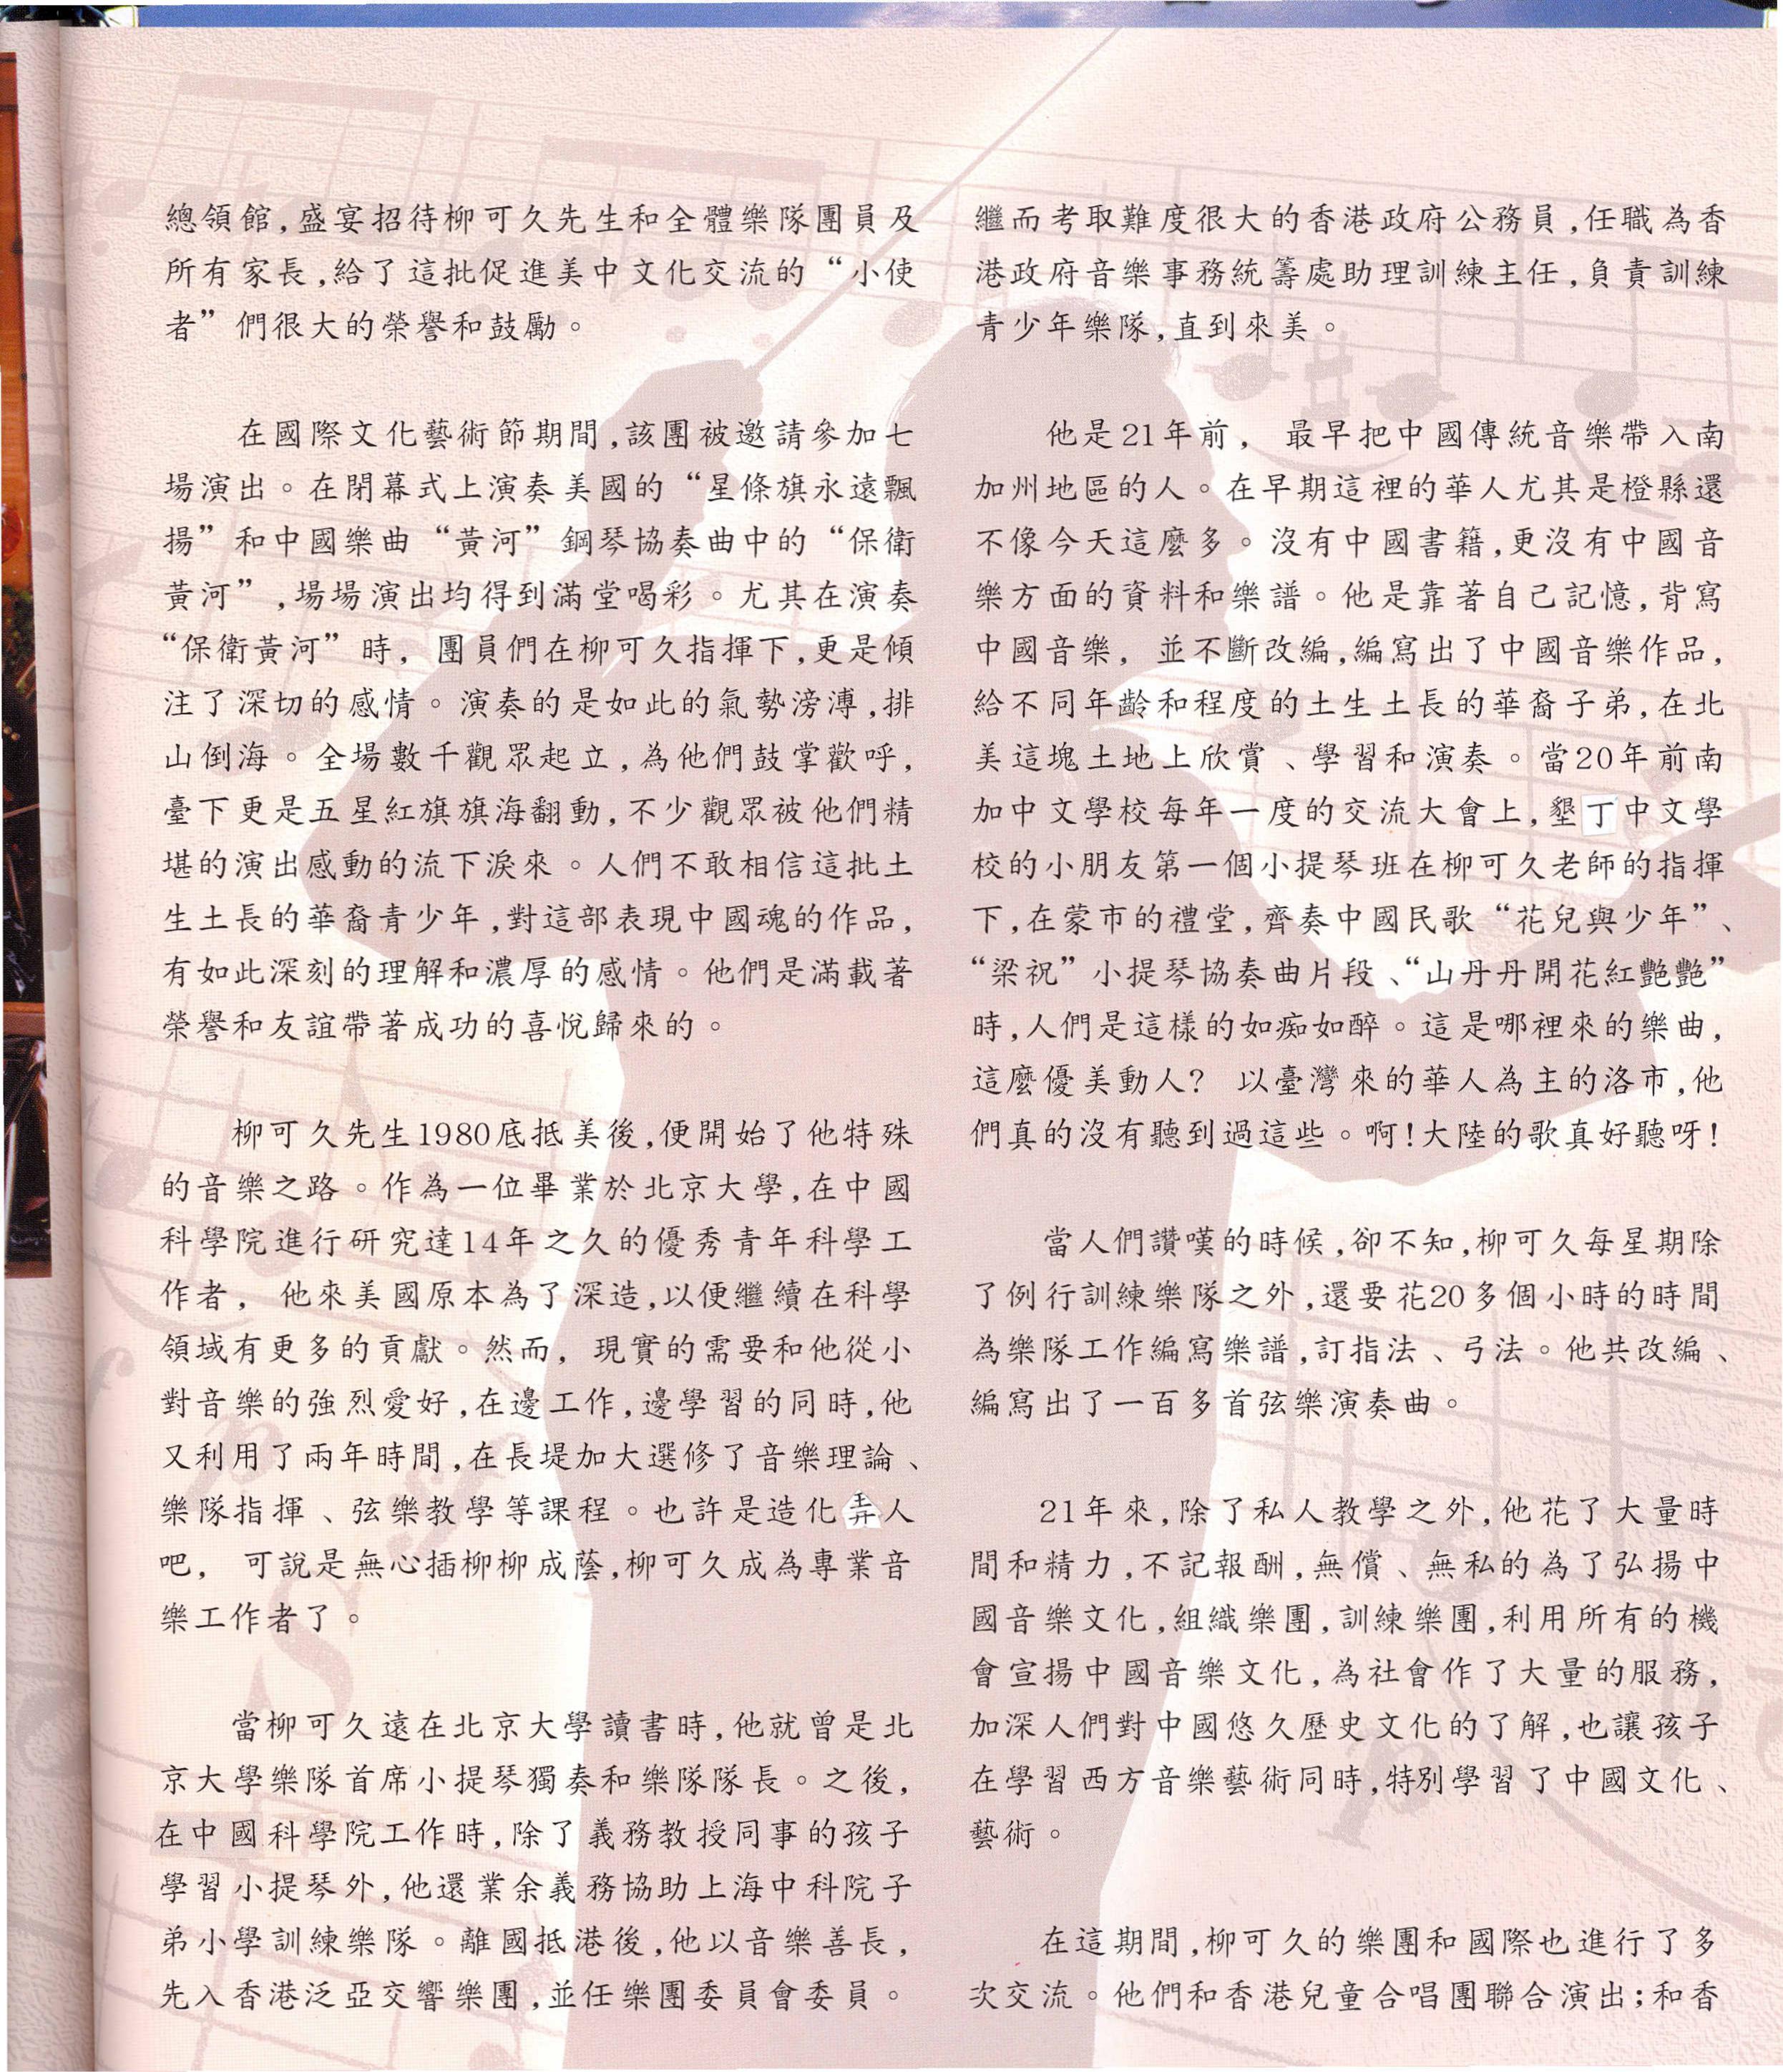 總領館,盛宴招待柳可久先生和全體樂隊團員及
所有家長,給了這批促進美中文化交流的“小使
者”們很大的榮譽和鼓勵。
在國際文化藝術節期間,該團被邀請參加七
場演出。在閉幕式上演奏美國的“星條旗永遠飄
揚”和中國樂曲“黃河”鋼琴協奏曲中的“保衛
黃河”,場場演出均得到滿堂喝彩。尤其在演奏
“保衛黃河”時,團員們在柳可久指揮下,更是傾
注了深切的感情。演奏的是如此的氣勢滂溥,排
山倒海。全場數千觀眾起立,為他們鼓掌歡呼,
臺下更是五星紅旗旗海翻動,不少觀眾被他們精
堪的演出感動的流下淚來。人們不敢相信這批土
生土長的華裔青少年,對這部表現中國魂的作品,
有如此深刻的理解和濃厚的感情。他們是滿載著
榮譽和友誼帶著成功的喜悅歸來的。
柳可久先生1980底抵美後,便開始了他特殊
的音樂之路。作為一位畢業於北京大學,在中國
科學院進行研究達14年之久的優秀青年科學工
作者,他來美國原本為了深造,以便繼續在科學
領域有更多的貢獻。然而,現實的需要和他從小
對音樂的強烈愛好,在邊工作,邊學習的同時,他
又利用了兩年時間,在長堤加大選修了音樂理論、
樂隊指揮、弦樂教學等課程。也許是造化弄人
吧,可說是無心插柳柳成蔭,柳可久成為專業音
樂工作者了。
當柳可久遠在北京大學讀書時,他就曾是北
京大學樂隊首席小提琴獨奏和樂隊隊長。之後,
在中國科學院工作時,除了義務教授同事的孩子
學習小提琴外,他還業余義務協助上海中科院子
弟小學訓練樂隊。離國抵港後,他以音樂善長,
先入香港泛亞交響樂團,並任樂團委員會委員。
繼而考取難度很大的香港政府公務員,任職為香
港政府音樂事務統籌處助理訓練主任,負責訓練
青少年樂隊,直到來美。
他是21年前,最早把中國傳統音樂帶入南
加州地區的人。在早期這裡的華人尤其是橙縣還
不像今天這麼多。沒有中國書籍,更沒有中國音
樂方面的資料和樂譜。他是靠著自己記憶,背寫
中國音樂,並不斷改編,編寫出了中國音樂作品,
給不同年齡和程度的土生土長的華裔子弟,在北
美這塊土地上欣賞、學習和演奏。當20年前南
加中文學校每年一度的交流大會上,墾丁中文學
校的小朋友第一個小提琴班在柳可久老師的指揮
下,在蒙市的禮堂,齊奏中國民歌“花兒與少年”、
“梁祝”小提琴協奏曲片段、“山丹丹開花紅艷艷”
時,人們是這樣的如痴如醉。這是哪裡來的樂曲,
這麼優美動人?以臺灣來的華人為主的洛市,他
們真的沒有聽到過這些。啊!大陸的歌真好聽呀!
當人們讚嘆的時候,卻不知,柳可久每星期除
了例行訓練樂隊之外,還要花20多個小時的時間
為樂隊工作編寫樂譜,訂指法、弓法。他共改編、
編寫出了一百多首弦樂演奏曲。
21年來,除了私人教學之外,他花了大量時
間和精力,不記報酬,無償、無私的為了弘揚中
國音樂文化,組織樂團,訓練樂團,利用所有的機
會宣揚中國音樂文化,為社會作了大量的服務,
加深人們對中國悠久歷史文化的了解,也讓孩子
在學習西方音樂藝術同時,特別學習了中國文化、
藝術。
在這期間,柳可久的樂團和國際也進行了多
次交流。他們和香港兒童合唱團聯合演出;和香